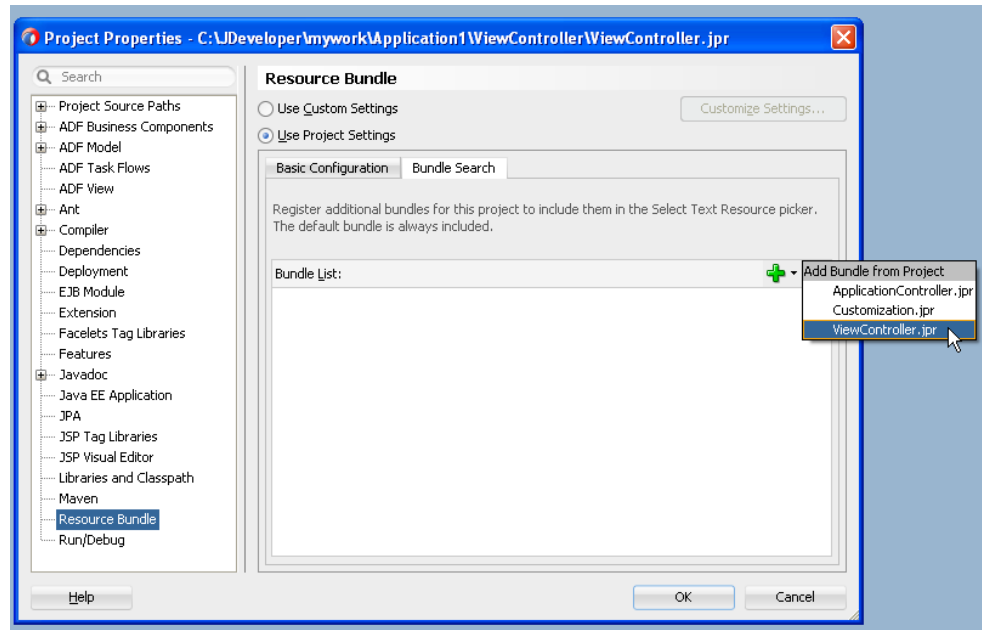 Project Properties - C:\JDeveloper\mywork\Application1\ViewController\ViewController.jpr
Search
Project Source Paths
ADF Business Components
ADF Model
ADF Task Flows
ADF View
Ant
Compiler
Dependencies
Deployment
EJB Module
Extension
Facelets Tag Libraries
Features
Javadoc
Java EE Application
JPA
JSP Tag Libraries
JSP Visual Editor
Libraries and Classpath
Maven
Resource Bundle
Run/Debug
Resource Bundle
Use Custom Settings
Customize Settings...
Use Project Settings
Basic Configuration
Bundle Search
Register additional bundles for this project to include them in the Select Text Resource picker.
The default bundle is always included.
Bundle List:
Add Bundle from Project
ApplicationController.jpr
Customization.jpr
ViewController.jpr
Help
OK
Cancel